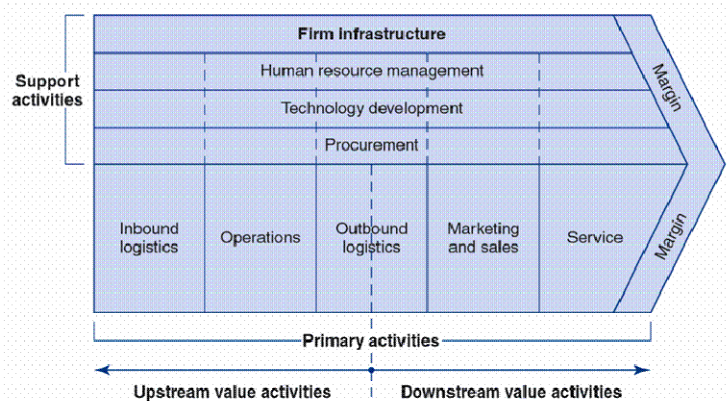 Firm infrastructure
Support
activities
Human resource management
Technology development
Procurement
Margin
Inbound
logistics
Operations
Outbound
logistics
Marketing
and sales
Service
Margin
Primary activities
Upstream value activities
Downstream value activities